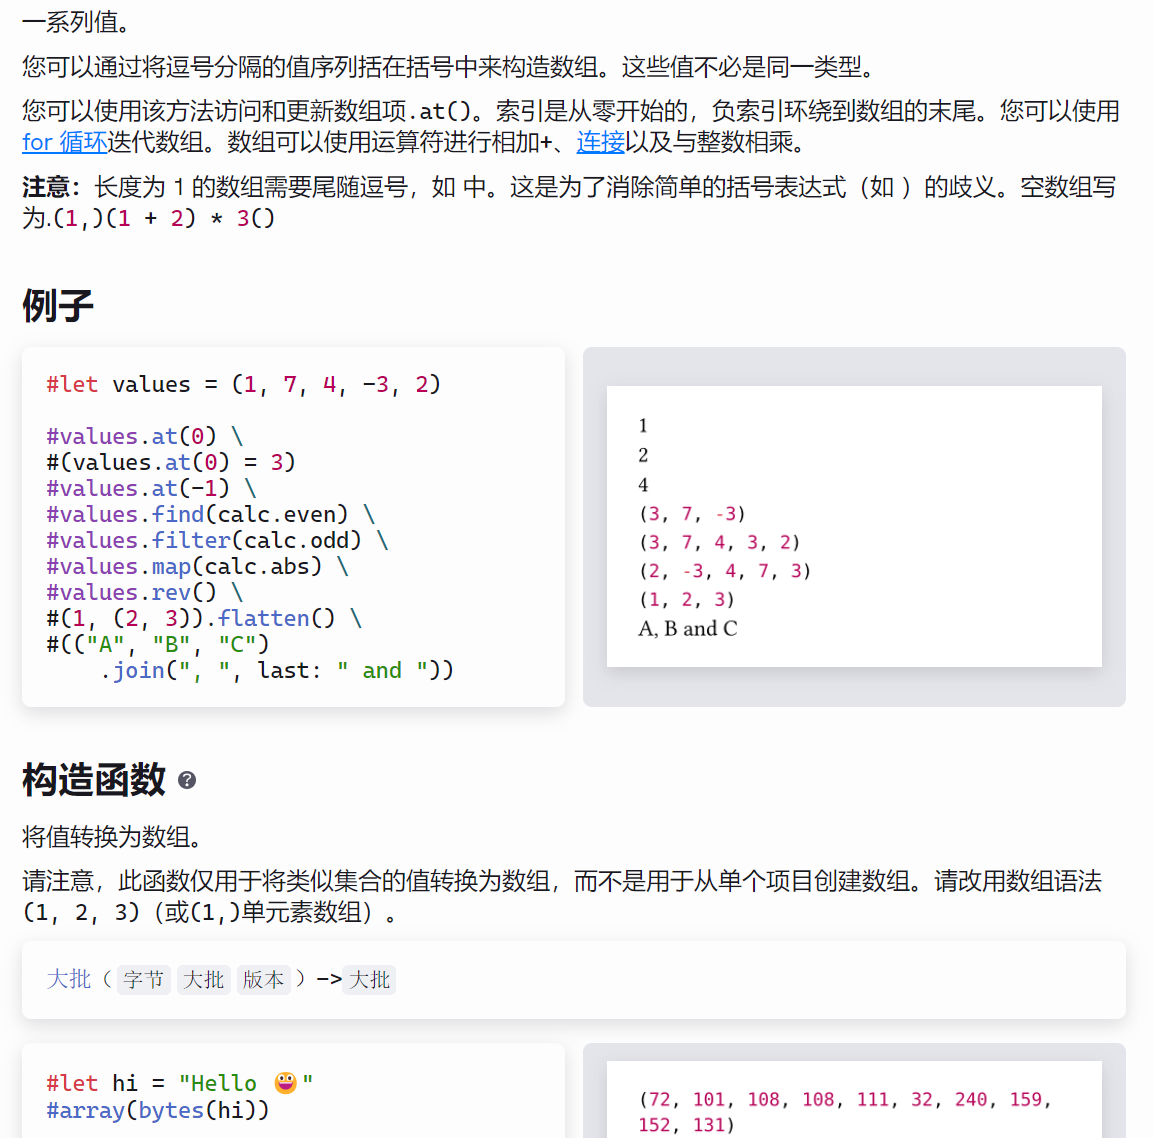 一系列值。
您可以通过将逗号分隔的值序列括在括号中来构造数组。这些值不必是同一类型。
您可以使用该方法访问和更新数组项.at()。索引是从零开始的，负索引环绕到数组的末尾。您可以使用
for 循环迭代数组。数组可以使用运算符进行相加+、连接以及与整数相乘。
注意：长度为 1 的数组需要尾随逗号，如 中。这是为了消除简单的括号表达式（如 ）的歧义。空数组写
为.(1,)(1 + 2) * 3()
例子
#let values = (1, 7, 4, -3, 2)
#values.at(0) \
#(values.at(0) = 3)
#values.at(-1) \
#values.find(calc.even) \
#values.filter(calc.odd) \
#values.map(calc.abs) \
#values.rev() \
#(1, (2, 3)).flatten() \
#(("A", "B", "C")
.join(", ", last: " and "))
1
2
4
(3, 7, -3)
(3, 7, 4, 3, 2)
(2, -3, 4, 7, 3)
(1, 2, 3)
A, B and C
构造函数 ?
将值转换为数组。
请注意，此函数仅用于将类似集合的值转换为数组，而不是用于从单个项目创建数组。请改用数组语法
(1, 2, 3)（或(1,)单元素数组）。
大批（ 字节 大批 版本 ）->大批
#let hi = "Hello 😃"
#array(bytes(hi))
(72, 101, 108, 108, 111, 32, 240, 159,
152, 131)